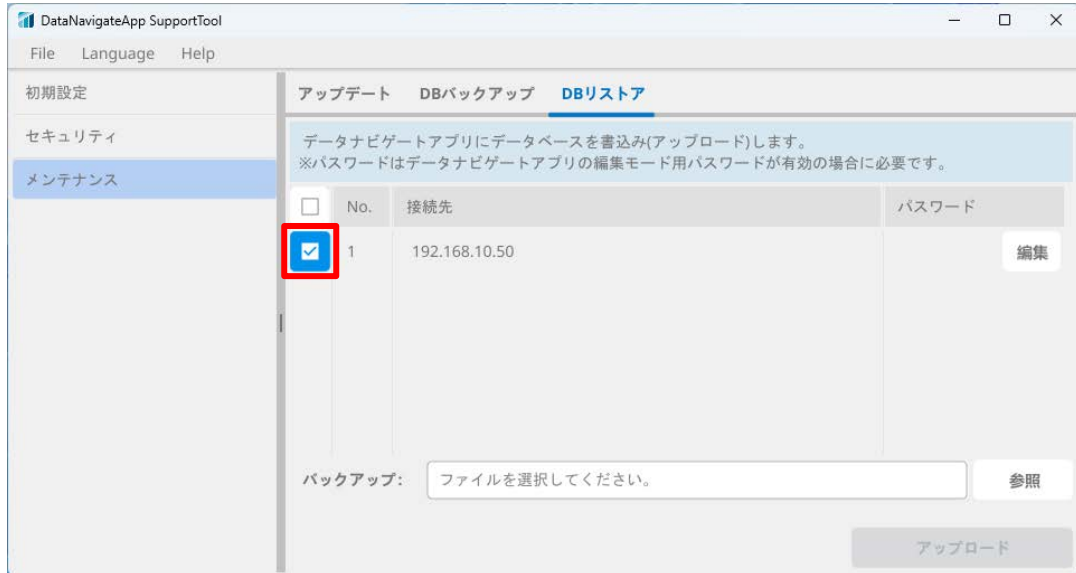 DataNavigateApp SupportTool
File Language Help
初期設定
セキュリティ
メンテナンス
アップデート DBバックアップ DBリストア
データナビゲートアプリにデータベースを書込み(アップロード)します。
※パスワードはデータナビゲートアプリの編集モード用パスワードが有効の場合に必要です。
No. 接続先 パスワード
1 192.168.10.50 編集
バックアップ: ファイルを選択してください。 参照
アップロード